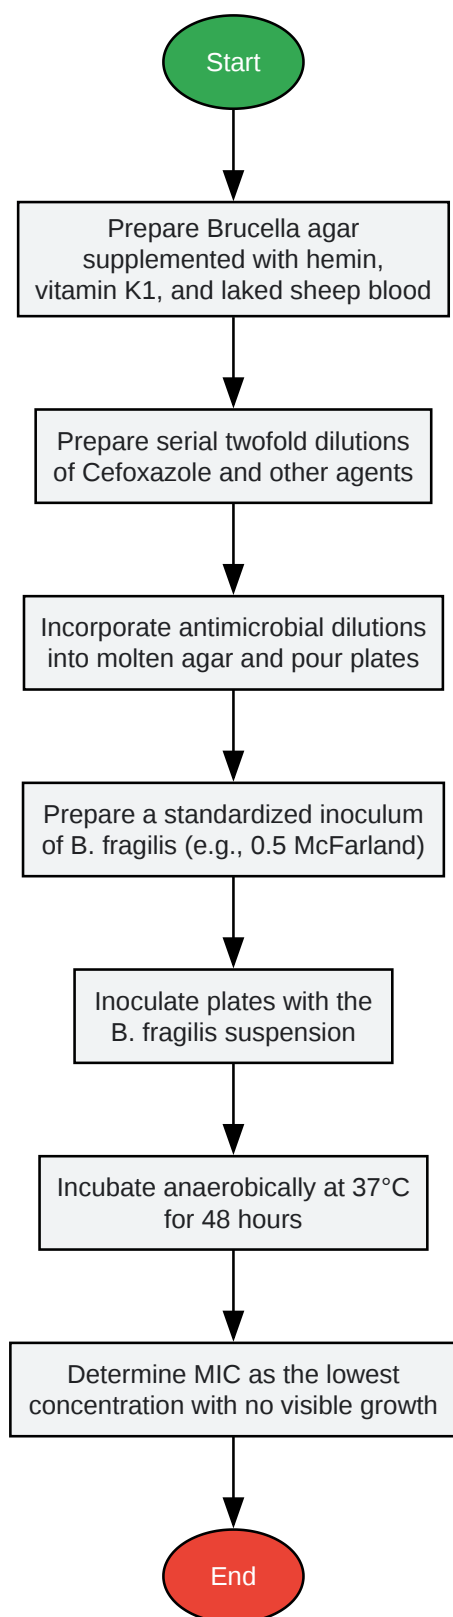 Start
Prepare Brucella agar
supplemented with hemin,
vitamin K1, and laked sheep blood
Prepare serial twofold dilutions
of Cefoxazole and other agents
Incorporate antimicrobial dilutions
into molten agar and pour plates
Prepare a standardized inoculum
of B. fragilis (e.g., 0.5 McFarland)
Inoculate plates with the
B. fragilis suspension
Incubate anaerobically at 37°C
for 48 hours
Determine MIC as the lowest
concentration with no visible growth
End